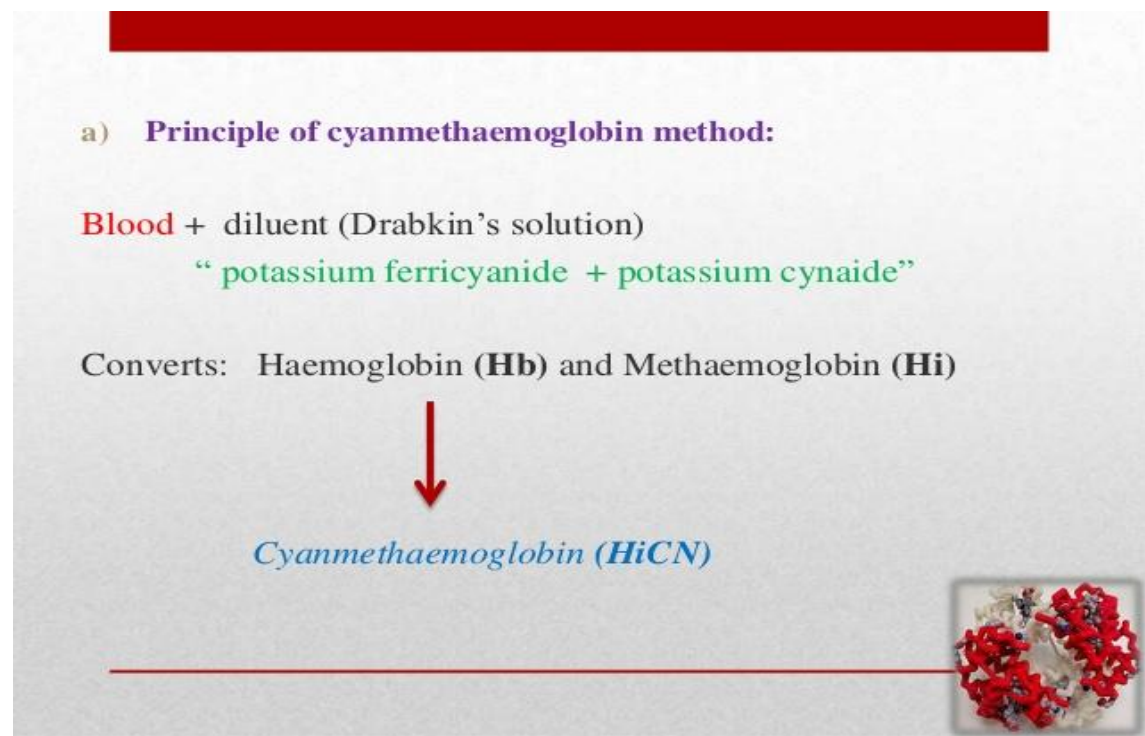 a) Principle of cyanmethaemoglobin method:
Blood + diluent (Drabkin’s solution)
“ potassium ferricyanide + potassium cynaide”
Converts: Haemoglobin (Hb) and Methaemoglobin (Hi)
Cyanmethaemoglobin (HiCN)